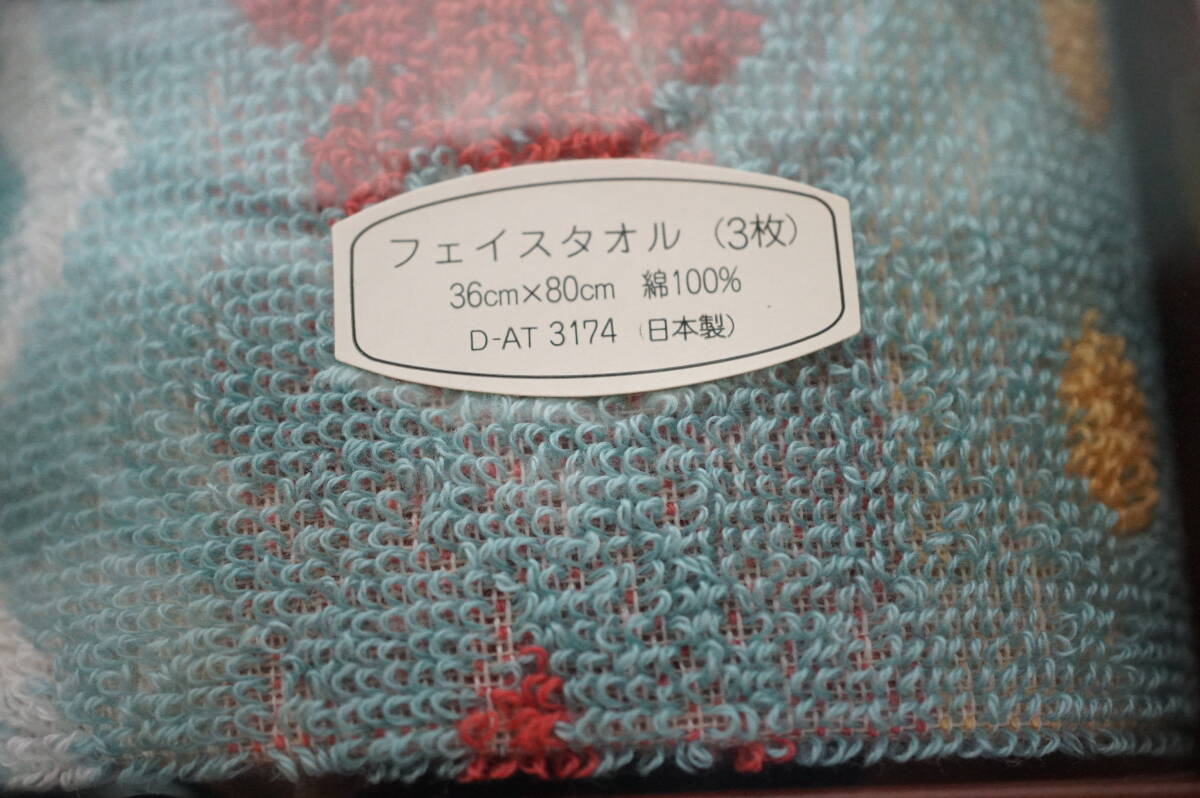 フェイスタオル（3枚）
36cm×80cm 綿100%
D-AT 3174（日本製）